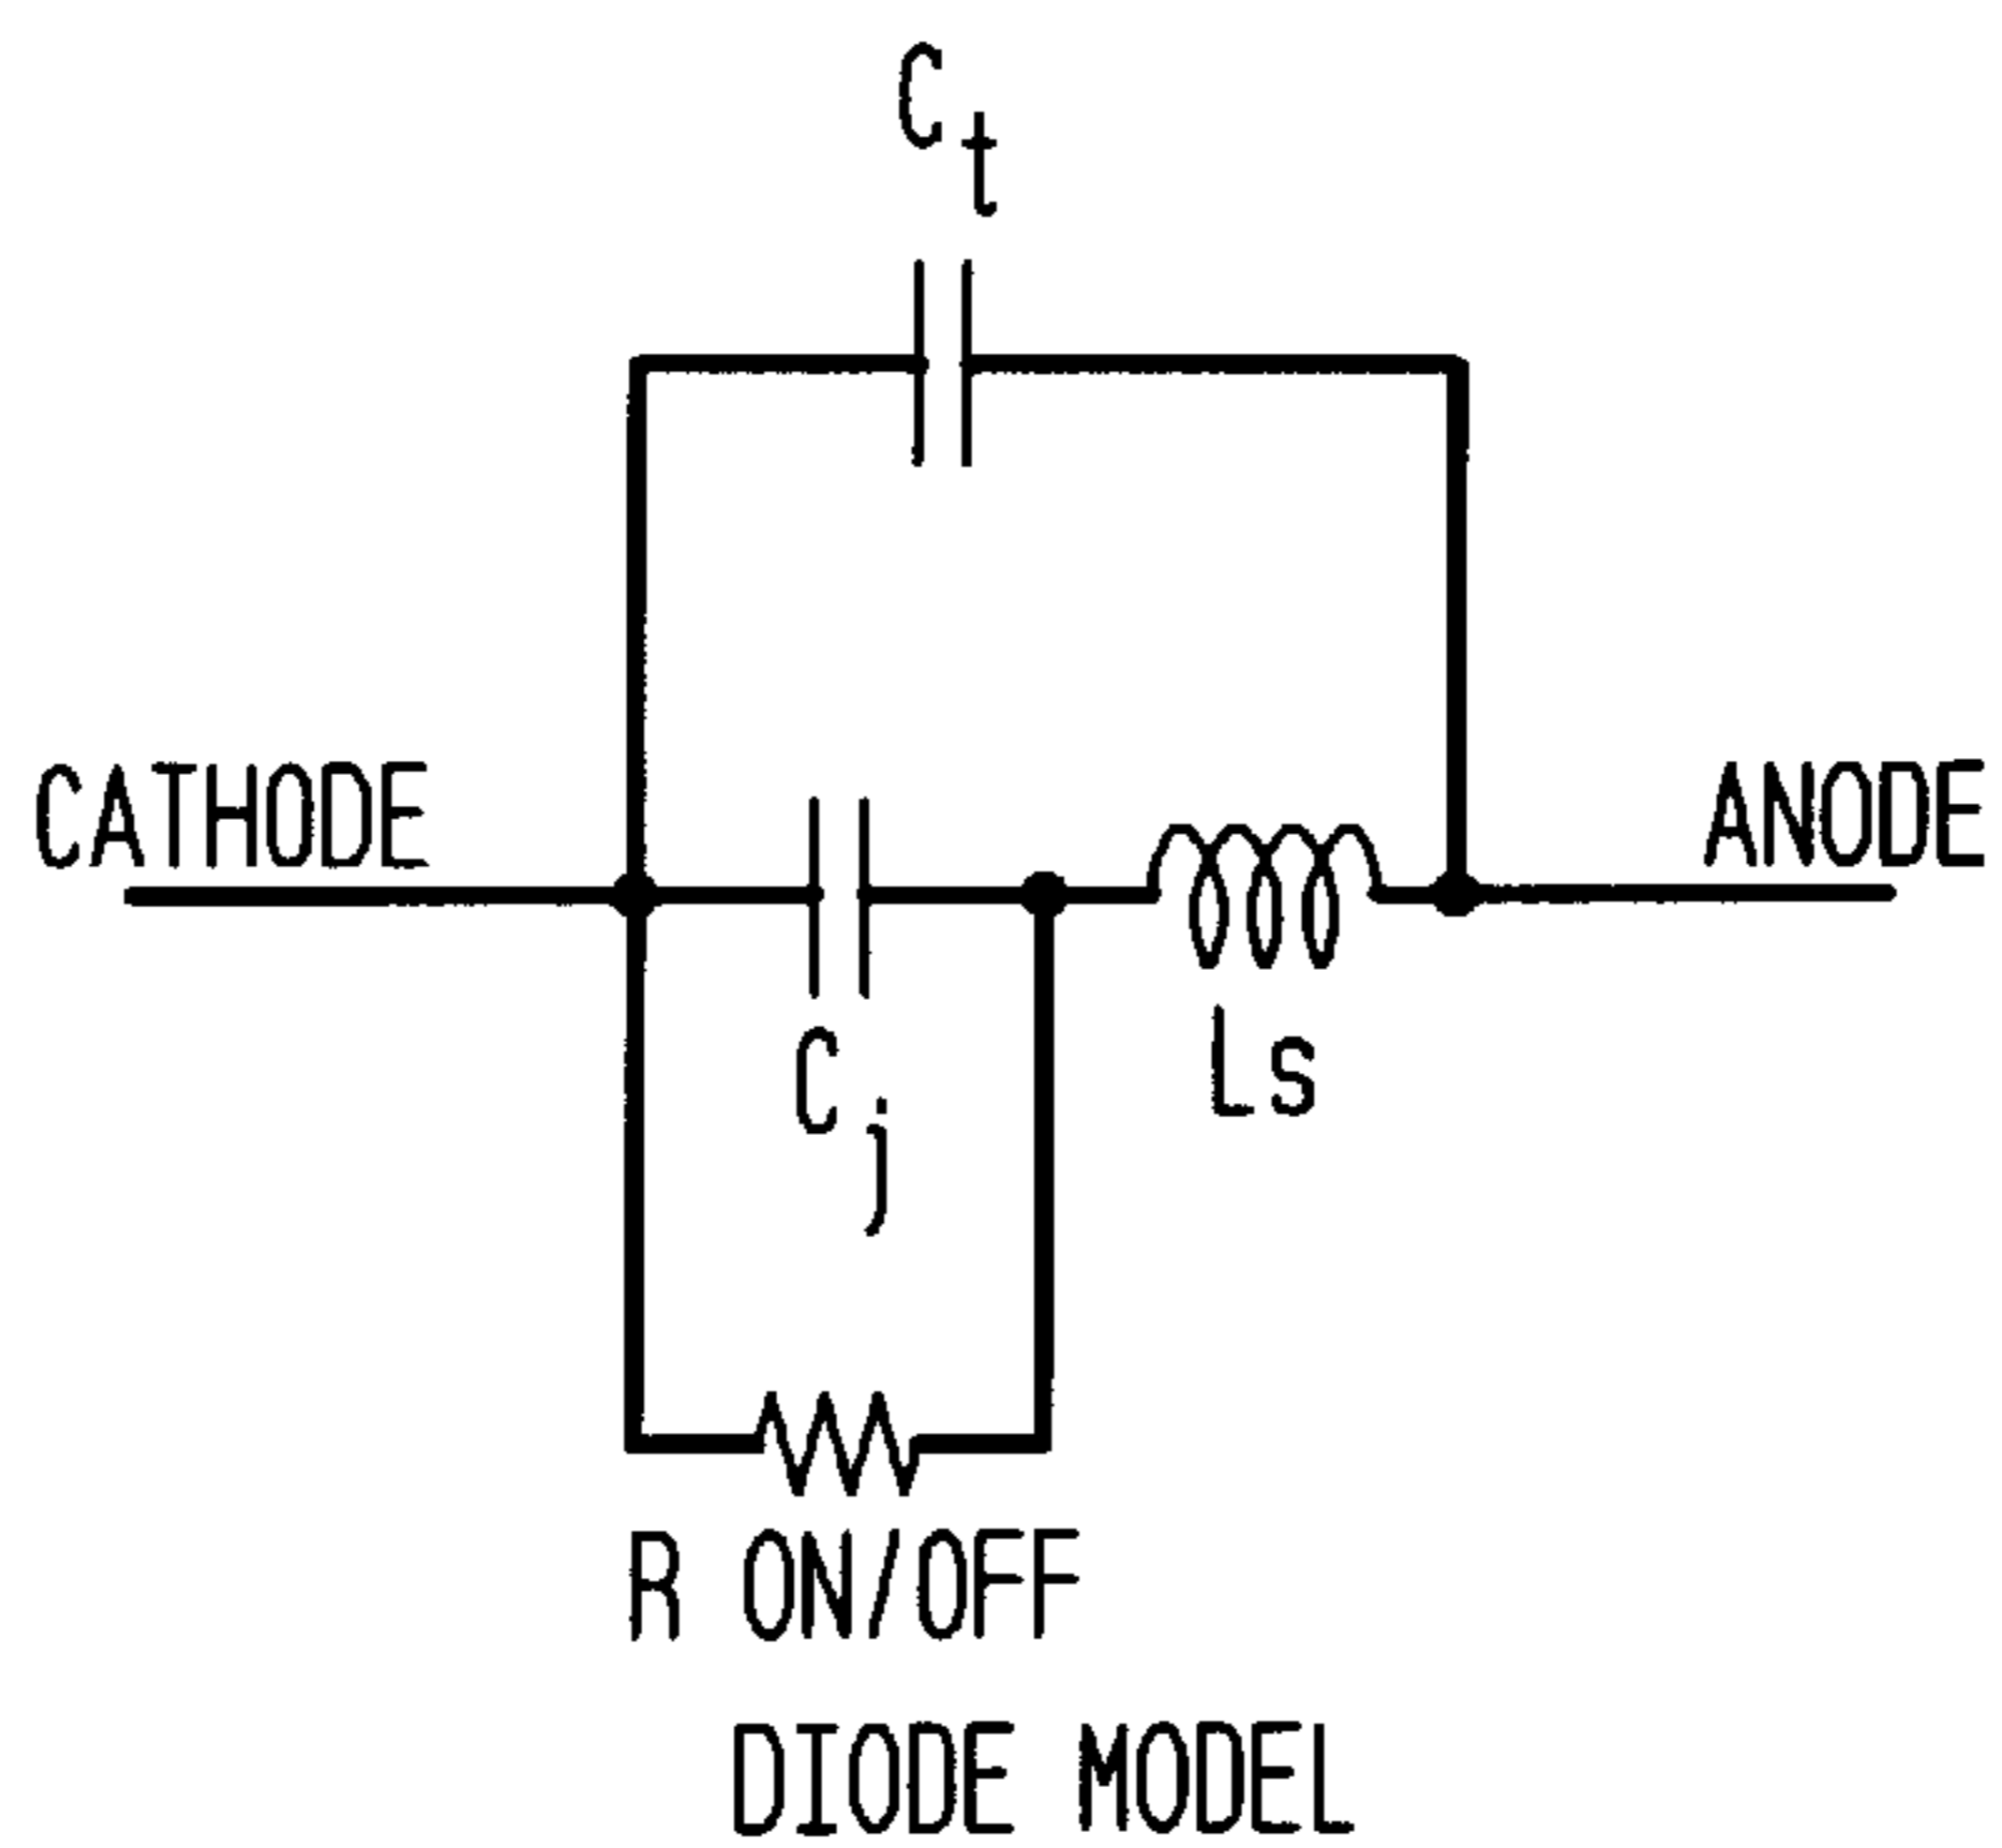 Ct
CATHODE
ANODE
Cj
Ls
R ON/OFF
DIODE MODEL